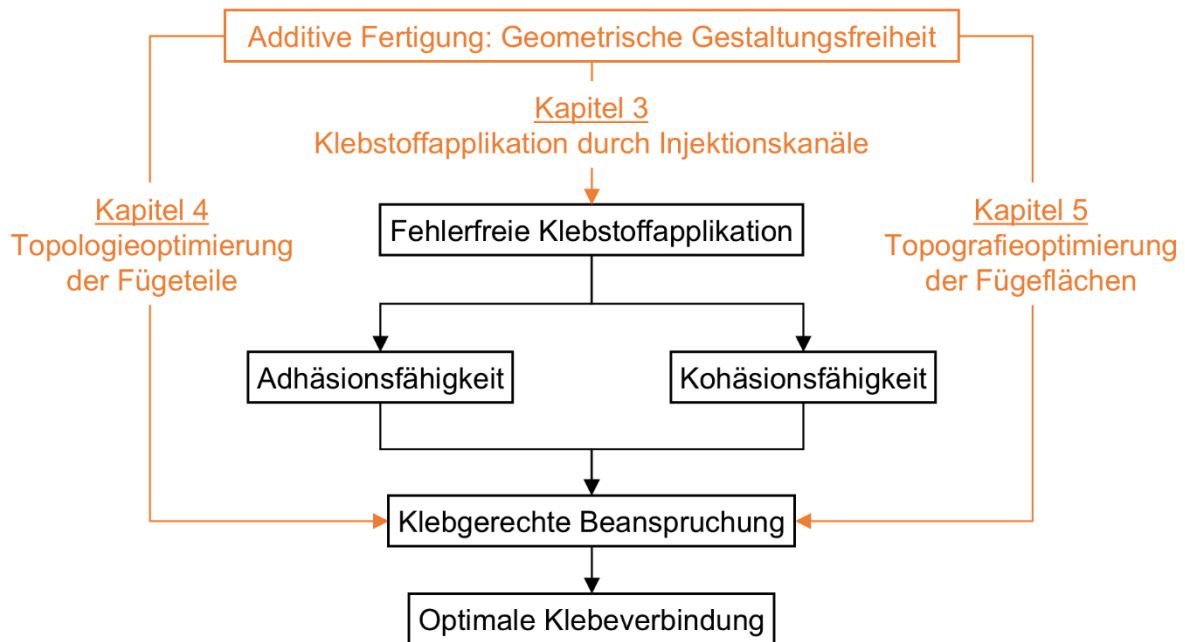 Additive Fertigung: Geometrische Gestaltungsfreiheit
Kapitel 3
Klebstoffapplikation durch Injektionskanäle
Kapitel 4
Topologieoptimierung
der Fügeteile
Fehlerfreie Klebstoffapplikation
Kapitel 5
Topografieoptimierung
der Fügeflächen
Adhäsionsfähigkeit
Kohäsionsfähigkeit
Klebgerechte Beanspruchung
Optimale Klebeverbindung